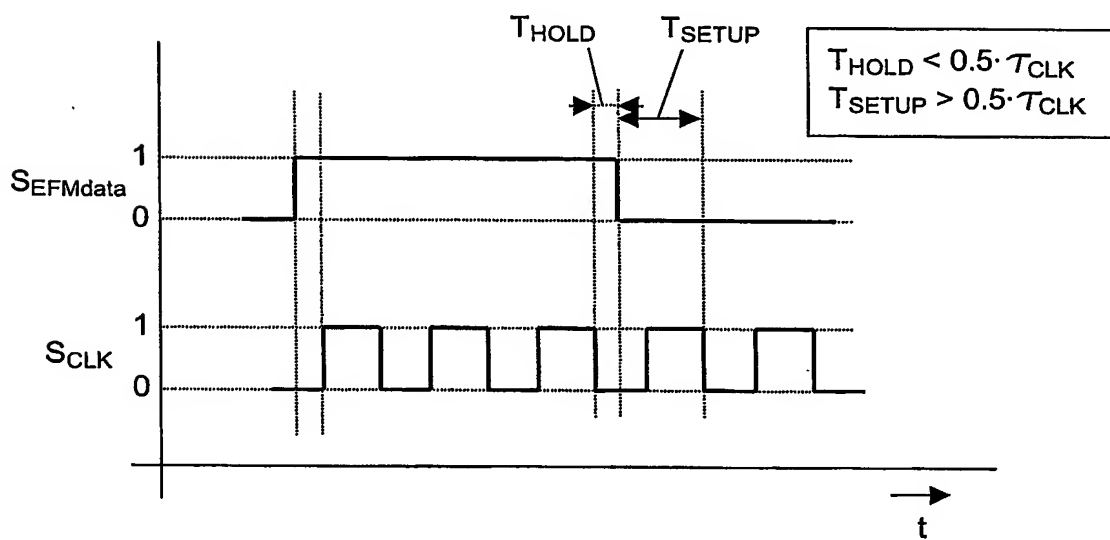 T_HOLD T_SETUP
T_HOLD < 0.5·τ_CLK
T_SETUP > 0.5·τ_CLK
1
S_EFMdata
0
1
S_CLK
0
t